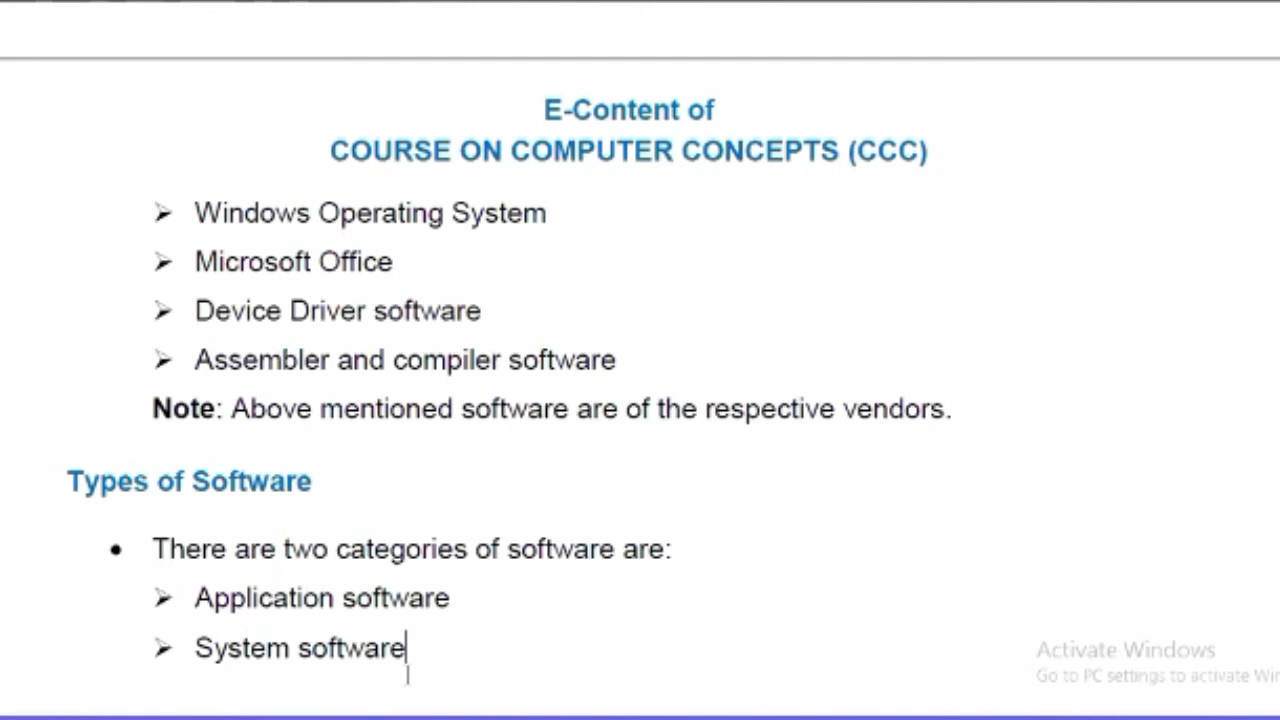 E-Content of
COURSE ON COMPUTER CONCEPTS (CCC)
➢ Windows Operating System
➢ Microsoft Office
➢ Device Driver software
➢ Assembler and compiler software
Note: Above mentioned software are of the respective vendors.
Types of Software
• There are two categories of software are:
➢ Application software
➢ System software
Activate Windows
Go to PC settings to activate Win